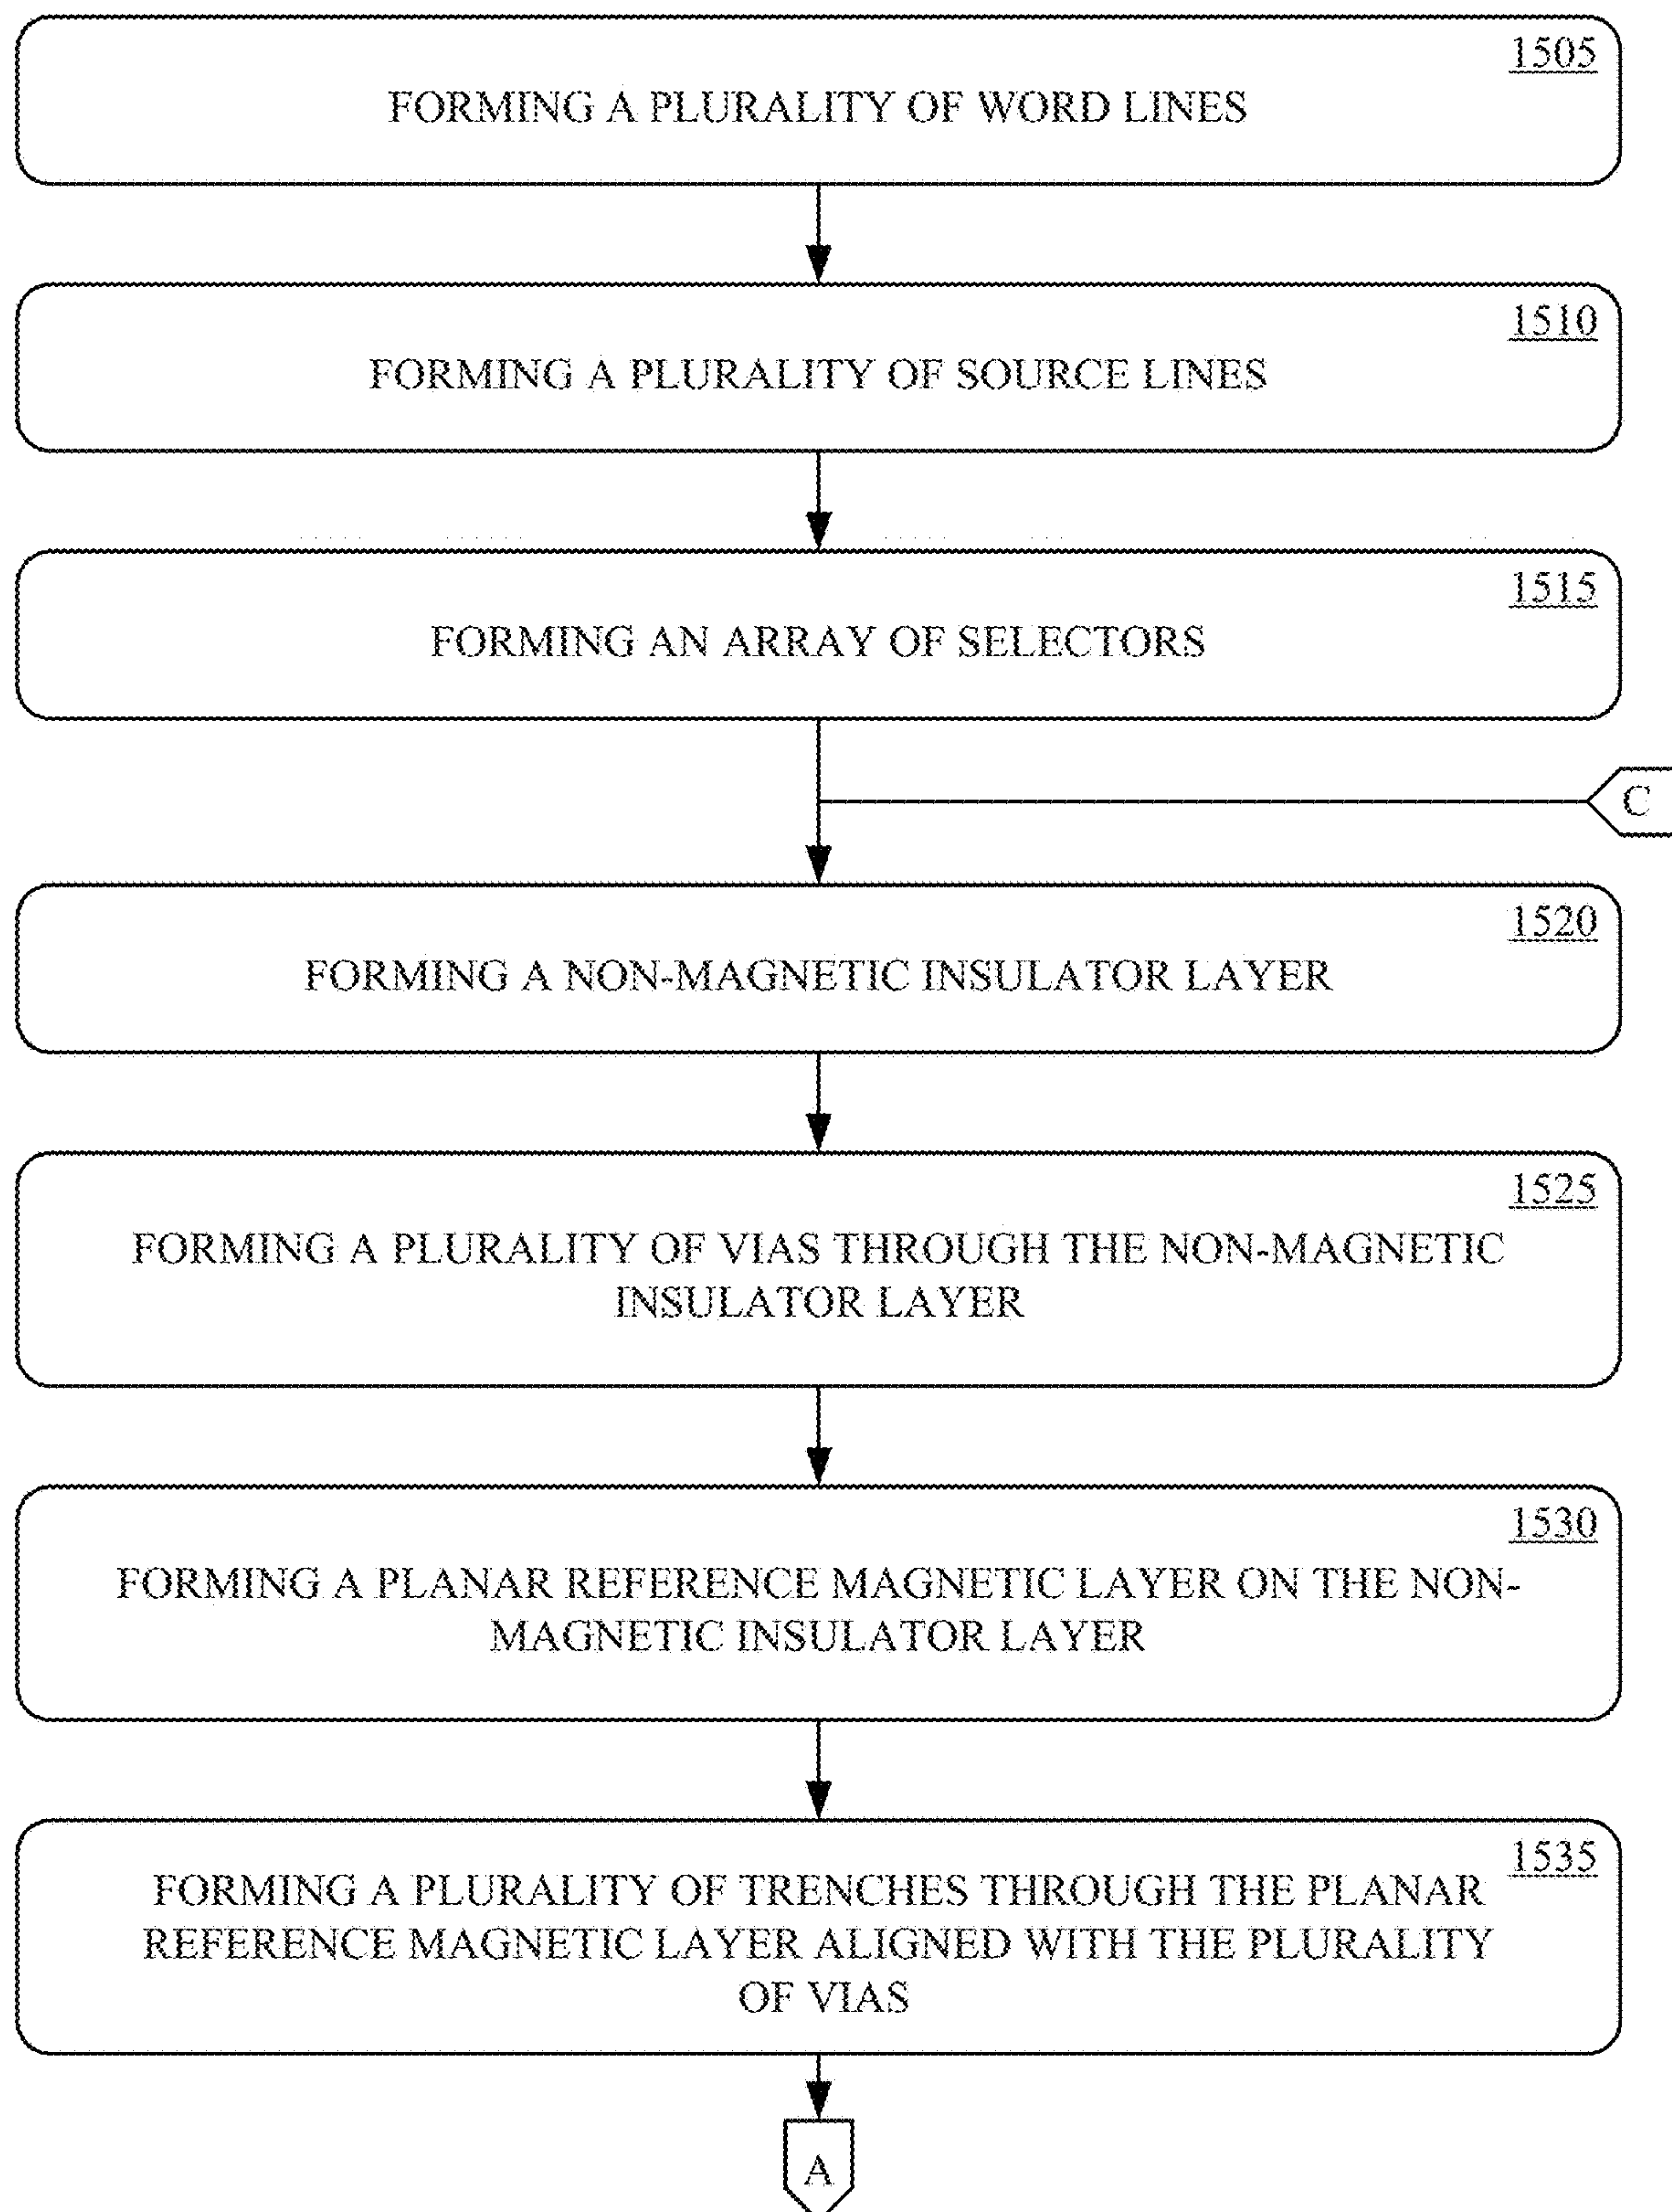 1505
FORMING A PLURALITY OF WORD LINES
1510
FORMING A PLURALITY OF SOURCE LINES
1515
FORMING AN ARRAY OF SELECTORS
C
1520
FORMING A NON-MAGNETIC INSULATOR LAYER
1525
FORMING A PLURALITY OF VIAS THROUGH THE NON-MAGNETIC
INSULATOR LAYER
1530
FORMING A PLANAR REFERENCE MAGNETIC LAYER ON THE NON-
MAGNETIC INSULATOR LAYER
1535
FORMING A PLURALITY OF TRENCHES THROUGH THE PLANAR
REFERENCE MAGNETIC LAYER ALIGNED WITH THE PLURALITY
OF VIAS
A